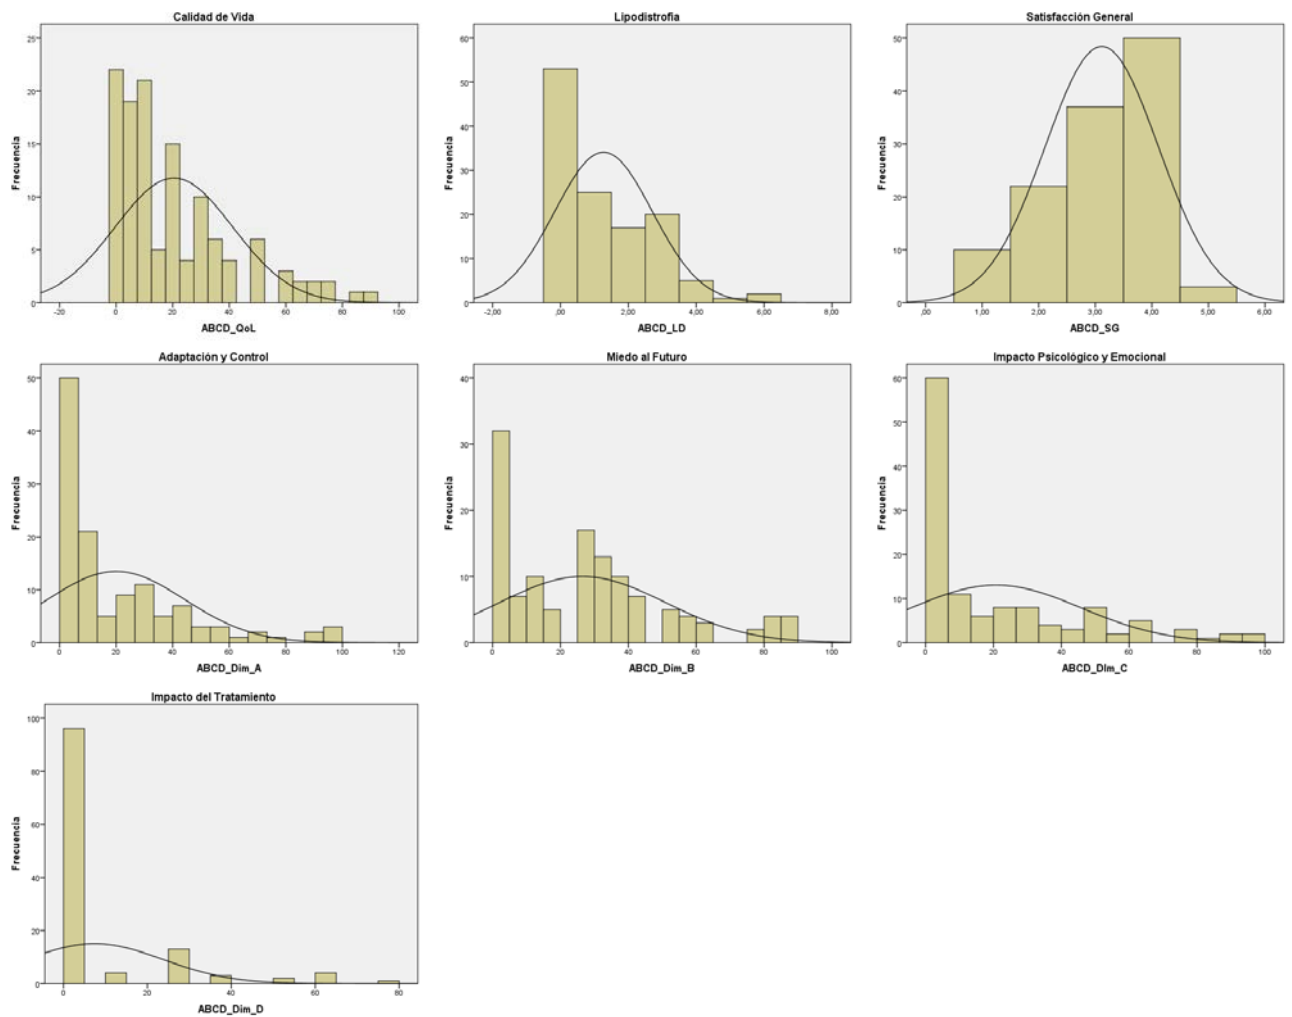 Calidad de Vida
25
20
15
10
5
0
Frecuencia
-20 0 20 40 60 80 100
ABCD_QoL
Lipodistrofia
60
50
40
30
20
10
0
Frecuencia
-2,00 ,00 2,00 4,00 6,00 8,00
ABCD_LD
Satisfacción General
50
40
30
20
10
0
Frecuencia
,00 1,00 2,00 3,00 4,00 5,00 6,00
ABCD_SG
Adaptación y Control
50
40
30
20
10
0
Frecuencia
0 20 40 60 80 100 120
ABCD_Dim_A
Miedo al Futuro
40
30
20
10
0
Frecuencia
0 20 40 60 80 100
ABCD_Dim_B
Impacto Psicológico y Emocional
60
50
40
30
20
10
0
Frecuencia
0 20 40 60 80 100
ABCD_DIm_C
Impacto del Tratamiento
100
80
60
40
20
0
Frecuencia
0 20 40 60 80
ABCD_Dim_D